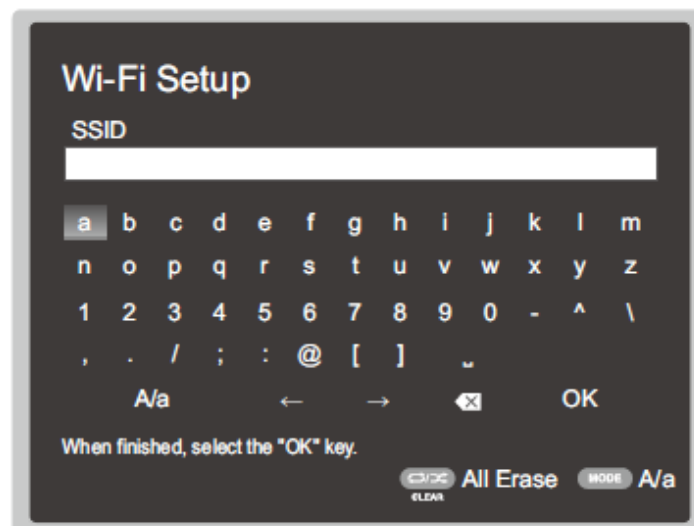 Wi-Fi Setup
SSID
a b c d e f g h i j k l m
n o p q r s t u v w x y z
1 2 3 4 5 6 7 8 9 0 - ^ \
, . / ; : @ [ ] ␣
A/a ← → ⌫ OK
When finished, select the "OK" key.
All Erase MODE A/a
CLEAR